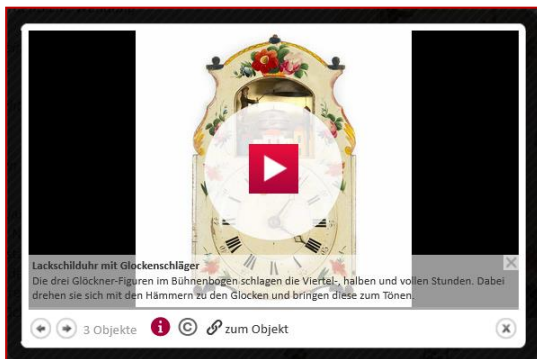 Lackschilduhr mit Glockenschläger
Die drei Glöckner-Figuren im Bühnenbogen schlagen die Viertel-, halben und vollen Stunden. Dabei
drehen sie sich mit den Hämmern zu den Glocken und bringen diese zum Tönen.
3 Objekte i © zum Objekt x